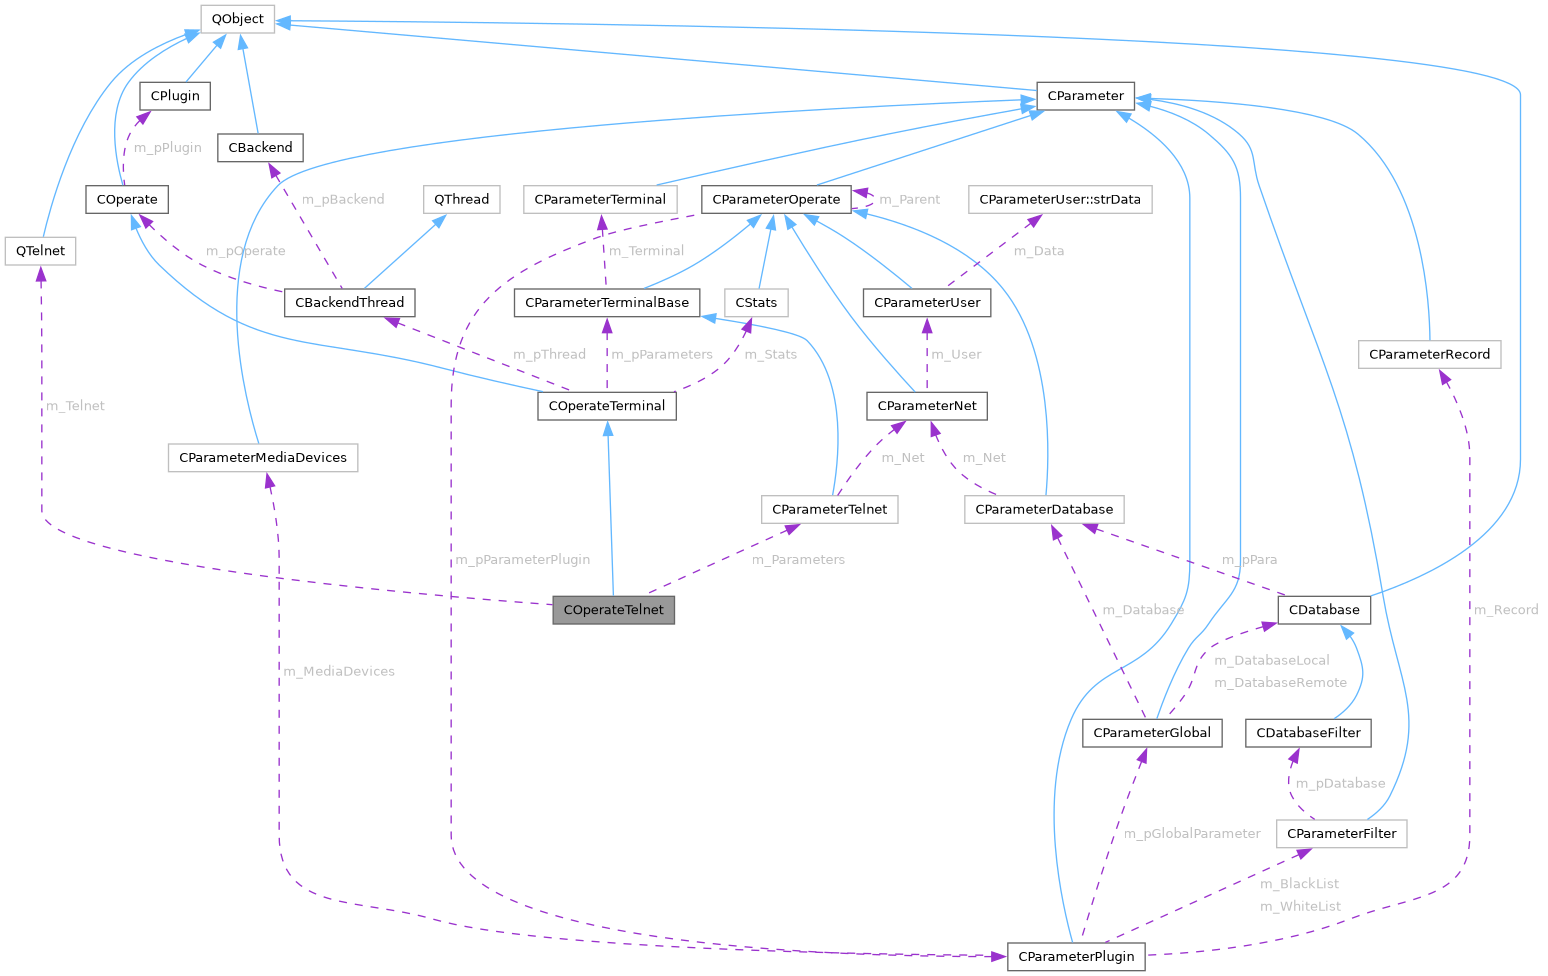 QObject
CPlugin
CParameter
m_pPlugin
CBackend
COperate
m_pBackend
QThread
CParameterTerminal
CParameterOperate
m_Parent
CParameterUser::strData
QTelnet
m_pOperate
m_Terminal
m_Data
CBackendThread
CParameterTerminalBase
CStats
CParameterUser
m_pThread
m_pParameters
m_Stats
m_User
CParameterRecord
m_Telnet
COperateTerminal
CParameterNet
CParameterMediaDevices
m_Net
m_Net
CParameterTelnet
CParameterDatabase
m_pParameterPlugin
m_Parameters
m_pPara
COperateTelnet
m_Database
CDatabase
m_Record
m_MediaDevices
m_DatabaseLocal
m_DatabaseRemote
CParameterGlobal
CDatabaseFilter
m_pDatabase
m_pGlobalParameter
CParameterFilter
m_BlackList
m_WhiteList
CParameterPlugin